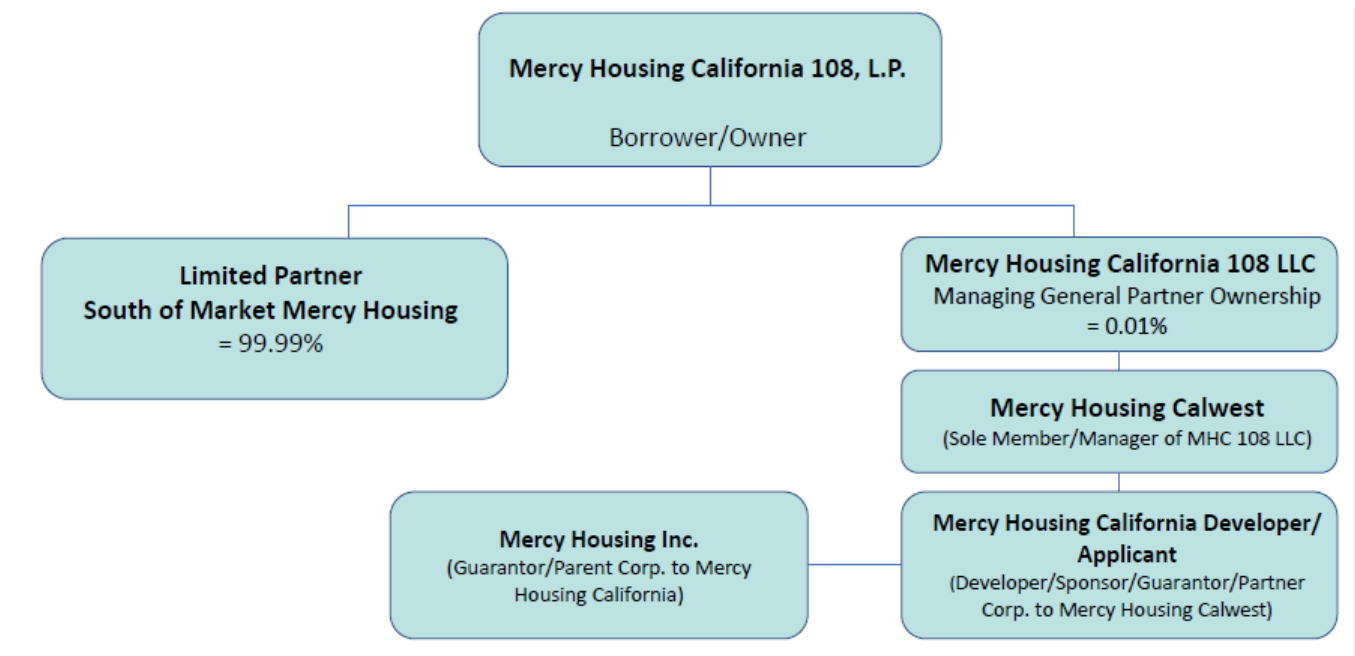 Mercy Housing California 108, L.P.
Borrower/Owner
Limited Partner
South of Market Mercy Housing
= 99.99%
Mercy Housing California 108 LLC
Managing General Partner Ownership
= 0.01%
Mercy Housing Calwest
(Sole Member/Manager of MHC 108 LLC)
Mercy Housing Inc.
(Guarantor/Parent Corp. to Mercy
Housing California)
Mercy Housing California Developer/
Applicant
(Developer/Sponsor/Guarantor/Partner
Corp. to Mercy Housing Calwest)